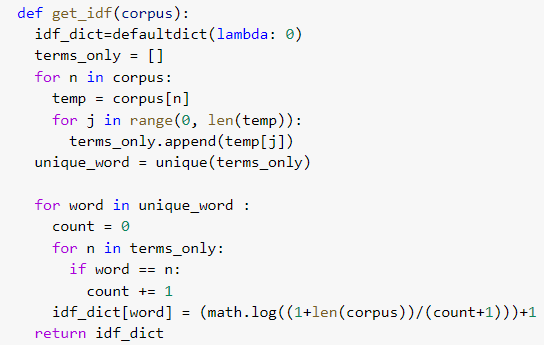 def get_idf(corpus):
  idf_dict=defaultdict(lambda: 0)
  terms_only = []
  for n in corpus:
    temp = corpus[n]
    for j in range(0, len(temp)):
      terms_only.append(temp[j])
  unique_word = unique(terms_only)

  for word in unique_word :
    count = 0
    for n in terms_only:
      if word == n:
        count += 1
    idf_dict[word] = (math.log((1+len(corpus))/(count+1)))+1
  return idf_dict